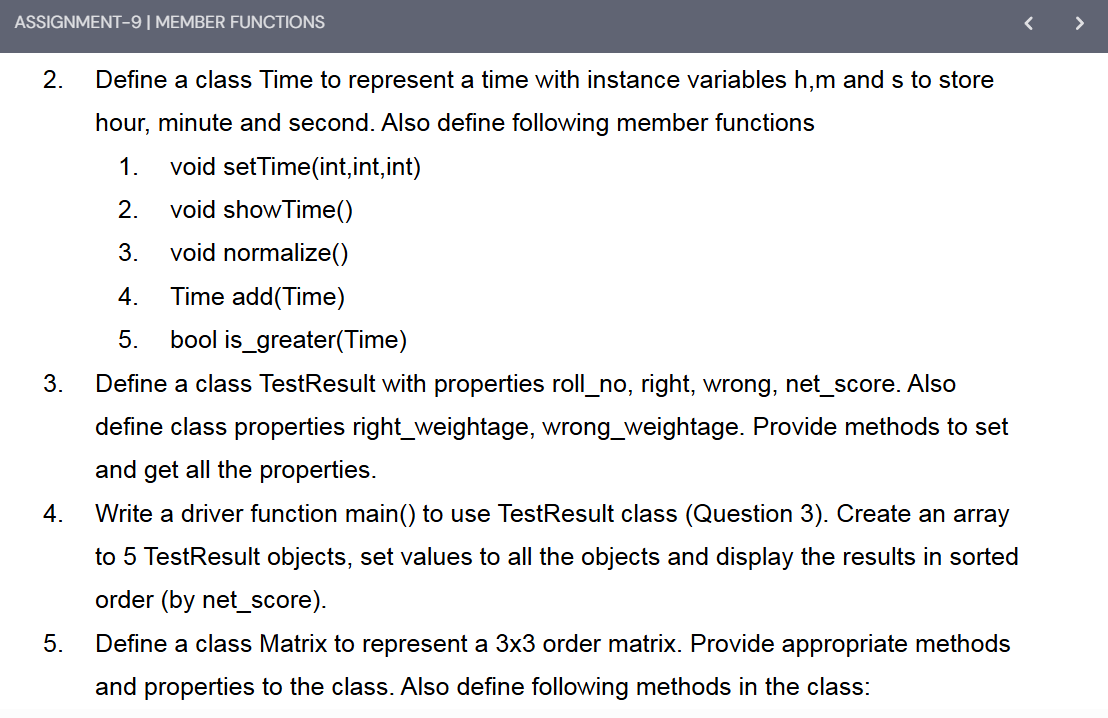 ASSIGNMENT-9 | MEMBER FUNCTIONS
2. Define a class Time to represent a time with instance variables h,m and s to store
hour, minute and second. Also define following member functions
1. void setTime(int,int,int)
2. void showTime()
3. void normalize()
4. Time add(Time)
5. bool is_greater(Time)
3. Define a class TestResult with properties roll_no, right, wrong, net_score. Also
define class properties right_weightage, wrong_weightage. Provide methods to set
and get all the properties.
4. Write a driver function main() to use TestResult class (Question 3). Create an array
to 5 TestResult objects, set values to all the objects and display the results in sorted
order (by net_score).
5. Define a class Matrix to represent a 3x3 order matrix. Provide appropriate methods
and properties to the class. Also define following methods in the class: